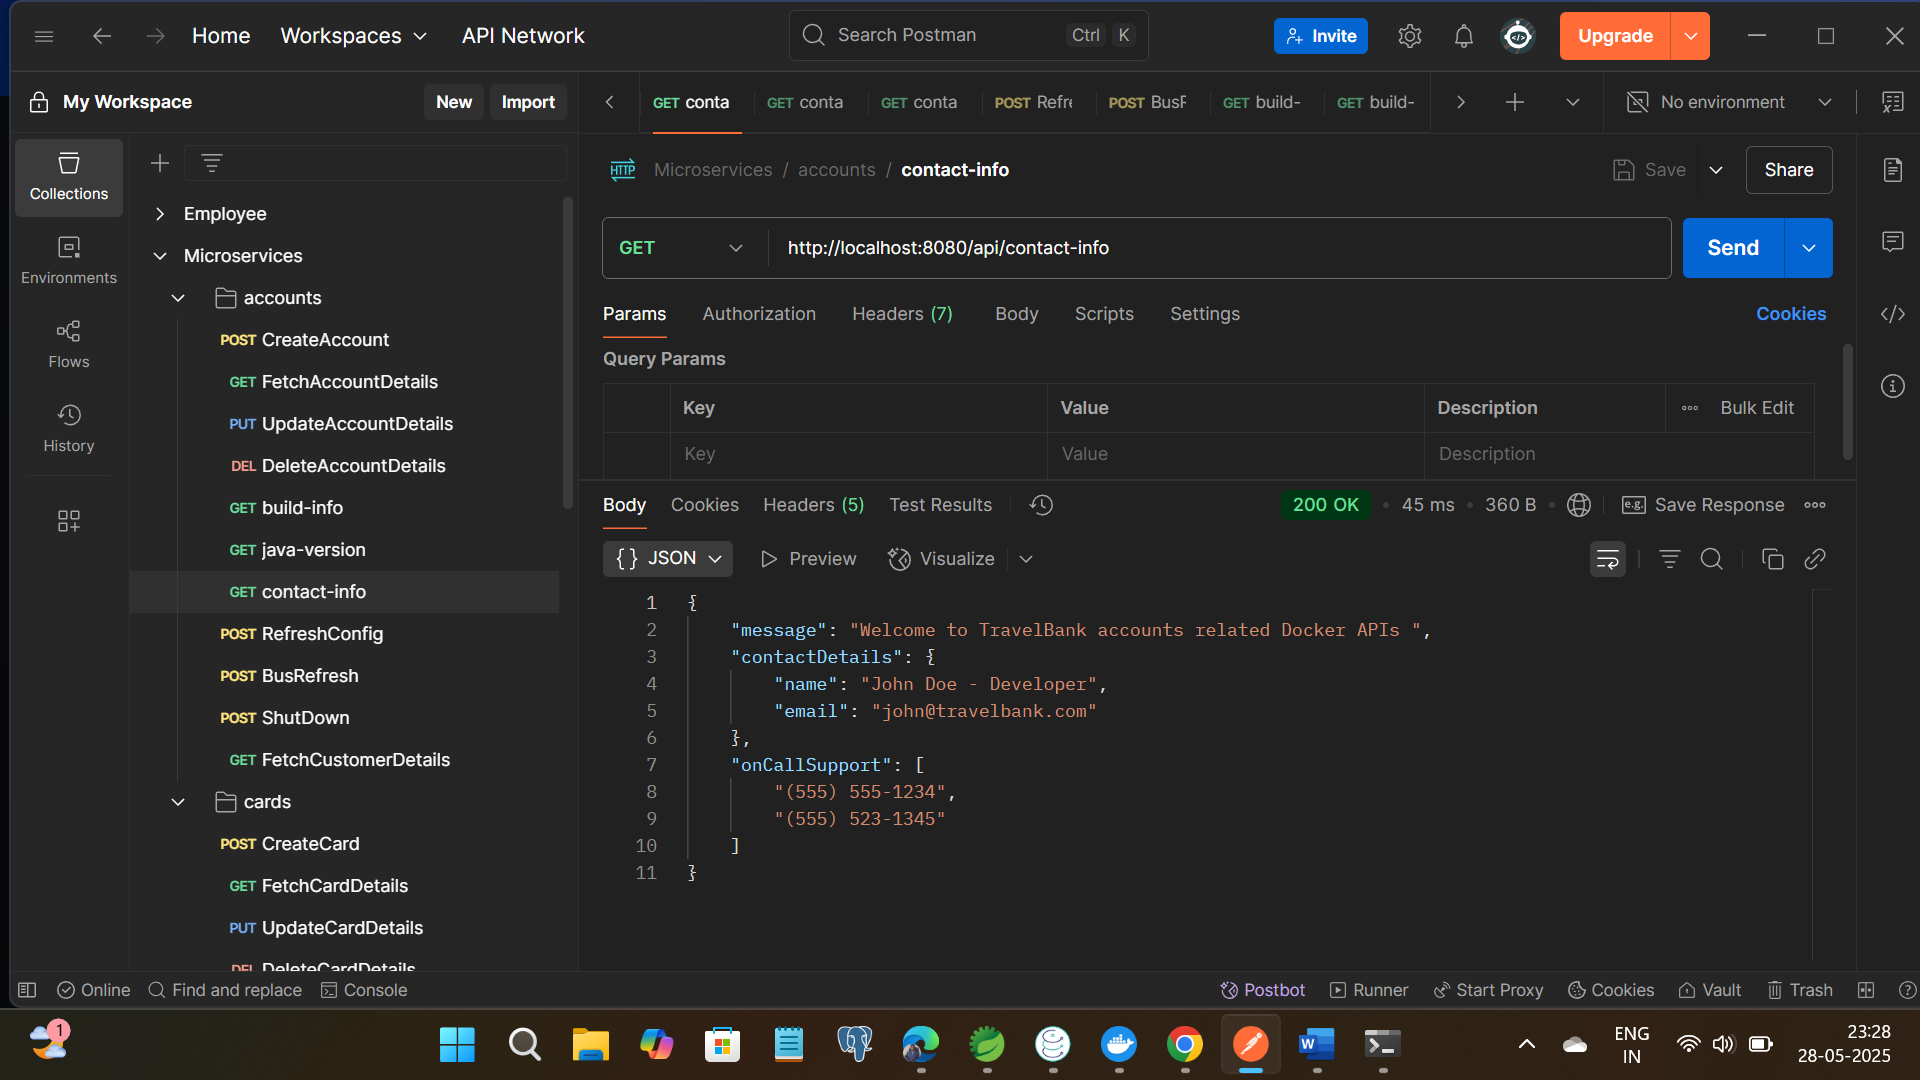 Home Workspaces API Network Search Postman Ctrl K Invite Upgrade
My Workspace New Import GET conta GET conta GET conta POST Refre POST BusF GET build- GET build- No environment
Collections
Environments
Flows
History
Employee
Microservices
accounts
POST CreateAccount
GET FetchAccountDetails
PUT UpdateAccountDetails
DEL DeleteAccountDetails
GET build-info
GET java-version
GET contact-info
POST RefreshConfig
POST BusRefresh
POST ShutDown
GET FetchCustomerDetails
cards
POST CreateCard
GET FetchCardDetails
PUT UpdateCardDetails
DEL DeleteCardDetails
HTTP Microservices / accounts / contact-info Save Share
GET http://localhost:8080/api/contact-info Send
Params Authorization Headers (7) Body Scripts Settings Cookies
Query Params
Key Value Description Bulk Edit
Key Value Description
Body Cookies Headers (5) Test Results 200 OK • 45 ms • 360 B • e.g. Save Response
{} JSON Preview Visualize
1 {
2 "message": "Welcome to TravelBank accounts related Docker APIs ",
3 "contactDetails": {
4 "name": "John Doe - Developer",
5 "email": "john@travelbank.com"
6 },
7 "onCallSupport": [
8 "(555) 555-1234",
9 "(555) 523-1345"
10 ]
11 }
Online Find and replace Console Postbot Runner Start Proxy Cookies Vault Trash
1 W ENG 23:28
IN 28-05-2025